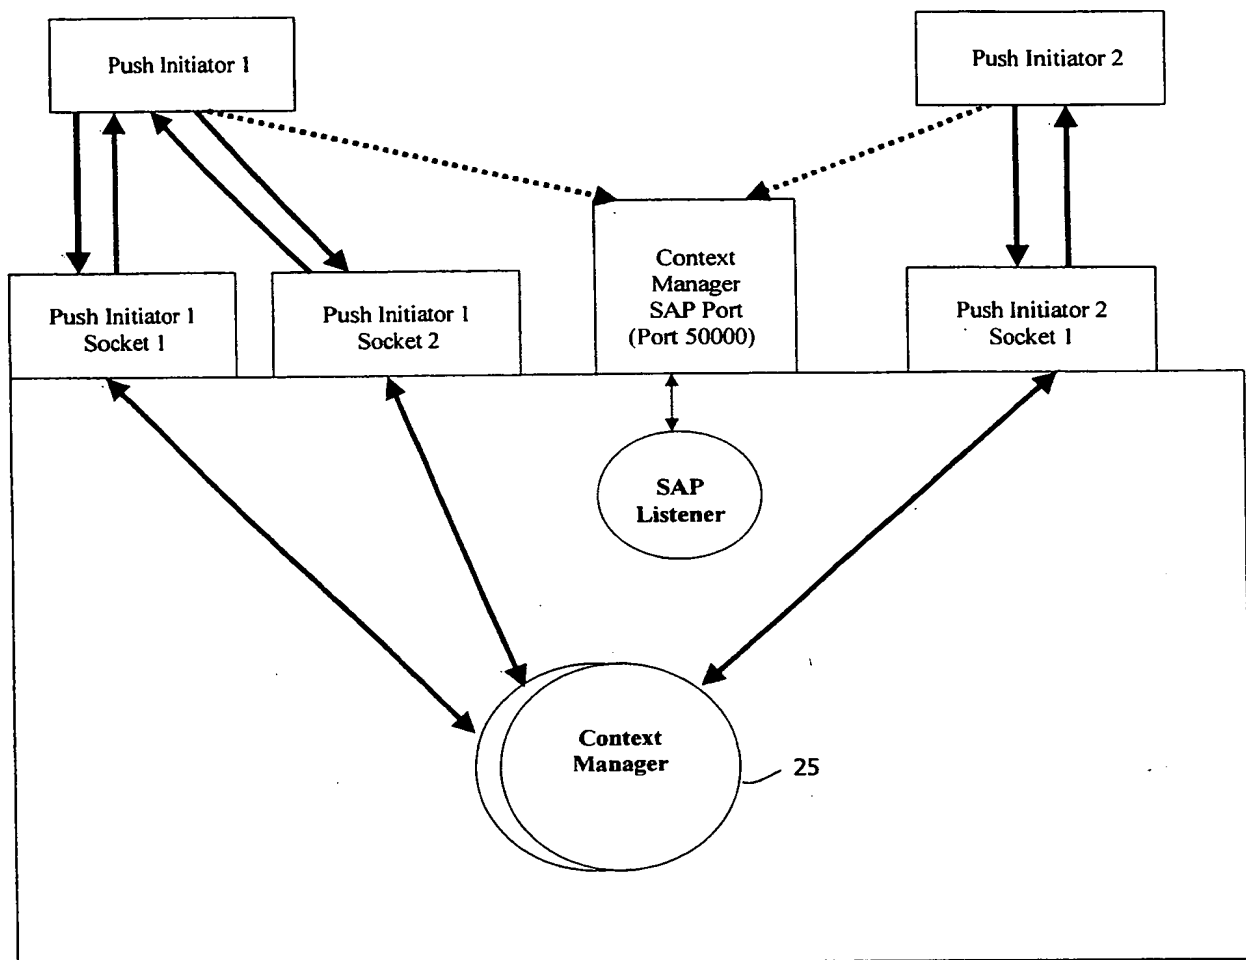 Push Initiator 1
Push Initiator 2
Context
Manager
SAP Port
(Port 50000)
Push Initiator 1
Socket 1
Push Initiator 1
Socket 2
Push Initiator 2
Socket 1
SAP
Listener
Context
Manager
25